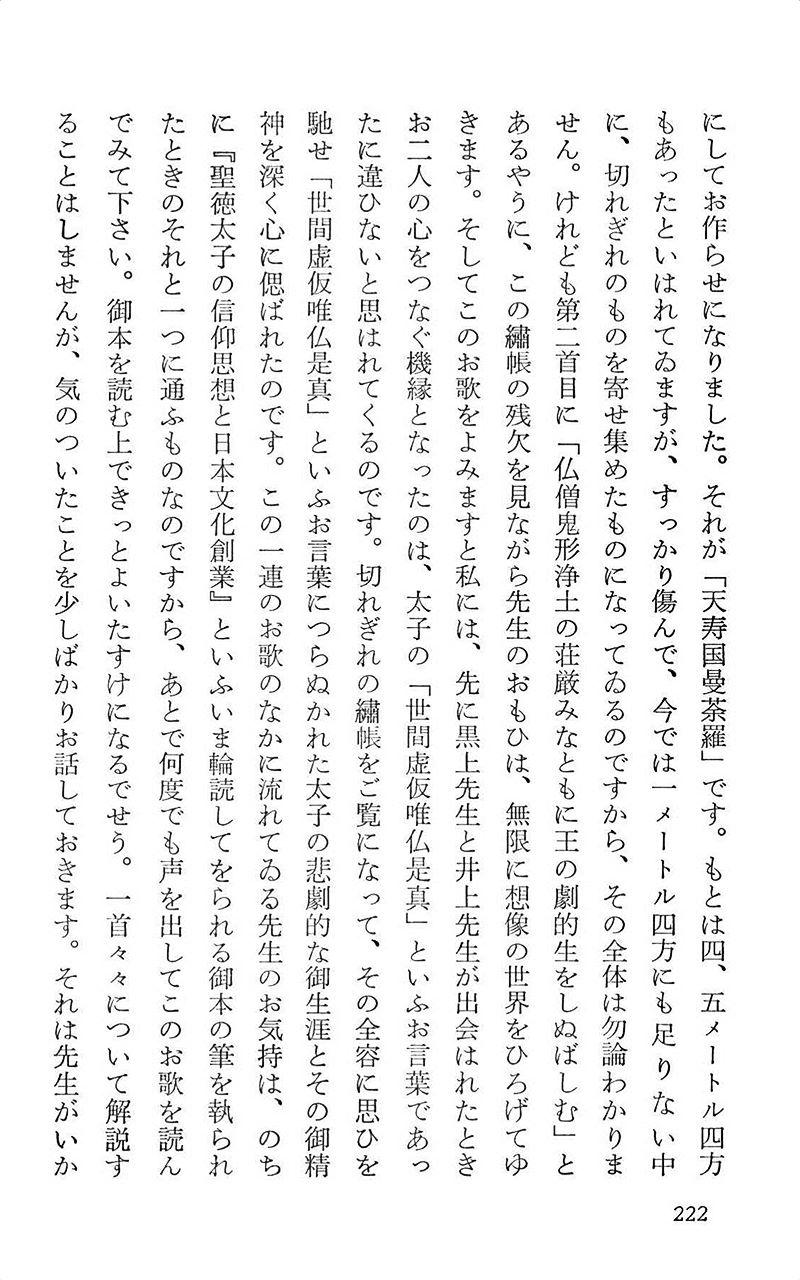 にしてお作らせになりました。それが「天寿国曼荼羅」です。もとは四、五メートル四方
もあったといはれてゐますが、すっかり傷んで、今では一メートル四方にも足りない中
に、切れぎれのものを寄せ集めたものになってゐるのですから、その全体は勿論わかりま
せん。けれども第二首目に「仏僧鬼形浄土の荘厳みなともに王の劇的生をしぬばしむ」と
あるやうに、この繡帳の残欠を見ながら先生のおもひは、無限に想像の世界をひろげてゆ
きます。そしてこのお歌をよみますと私には、先に黒上先生と井上先生が出会はれたとき
お二人の心をつなぐ機縁となったのは、太子の「世間虚仮唯仏是真」といふお言葉であっ
たに違ひないと思はれてくるのです。切れぎれの繡帳をご覧になって、その全容に思ひを
馳せ「世間虚仮唯仏是真」といふお言葉につらぬかれた太子の悲劇的な御生涯とその御精
神を深く心に偲ばれたのです。この一連のお歌のなかに流れてゐる先生のお気持は、のち
に『聖徳太子の信仰思想と日本文化創業』といふいま輪読してをられる御本の筆を執られ
たときのそれと一つに通ふものなのですから、あとで何度でも声を出してこのお歌を読ん
でみて下さい。御本を読む上できっとよいたすけになるでせう。一首々々について解説す
ることはしませんが、気のついたことを少しばかりお話しておきます。それは先生がいか
222